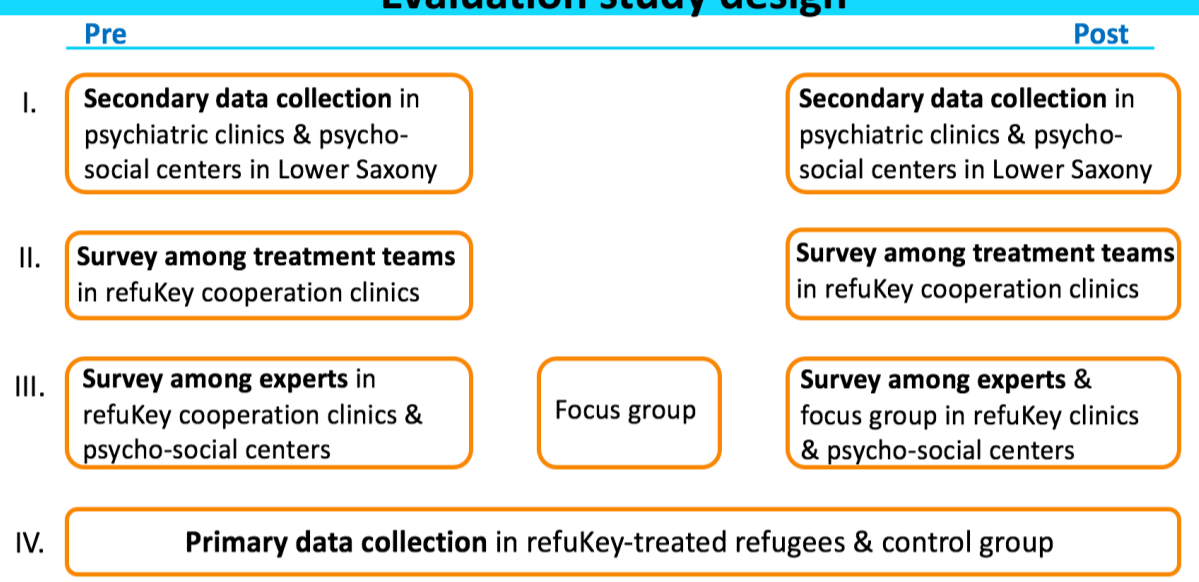 Evaluation study design
Pre
Post
I.
Secondary data collection in
psychiatric clinics & psycho-
social centers in Lower Saxony
Secondary data collection in
psychiatric clinics & psycho-
social centers in Lower Saxony
II.
Survey among treatment teams
in refuKey cooperation clinics
Survey among treatment teams
in refuKey cooperation clinics
III.
Survey among experts in
refuKey cooperation clinics &
psycho-social centers
Focus group
Survey among experts &
focus group in refuKey clinics
& psycho-social centers
IV.
Primary data collection in refuKey-treated refugees & control group